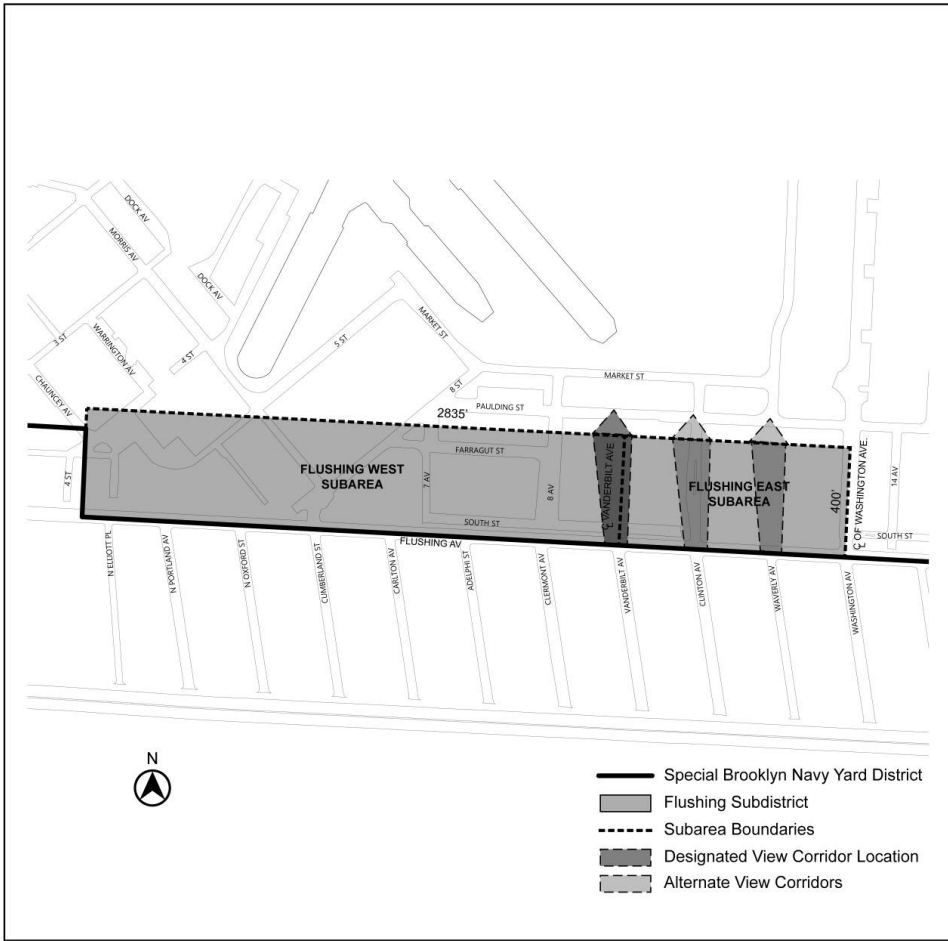 DOCK AV
MORRIS AV
DOCK AV
3 ST
WARRINGTON AV
4 ST
CHAUNCEY AV
5 ST
MARKET ST
8 ST
MARKET ST
PAULDING ST
2835'
FARRAGUT ST
FLUSHING WEST
SUBAREA
7 AV
8 AV
℄ VANDERBILT AVE
FLUSHING EAST
SUBAREA
400'
℄ OF WASHINGTON AVE.
14 AV
4 ST
SOUTH ST
SOUTH ST
FLUSHING AV
N ELLIOTT PL
N PORTLAND AV
N OXFORD ST
CUMBERLAND ST
CARLTON AV
ADELPHI ST
CLERMONT AV
VANDERBILT AV
CLINTON AV
WAVERLY AV
WASHINGTON AV
N
Special Brooklyn Navy Yard District
Flushing Subdistrict
Subarea Boundaries
Designated View Corridor Location
Alternate View Corridors